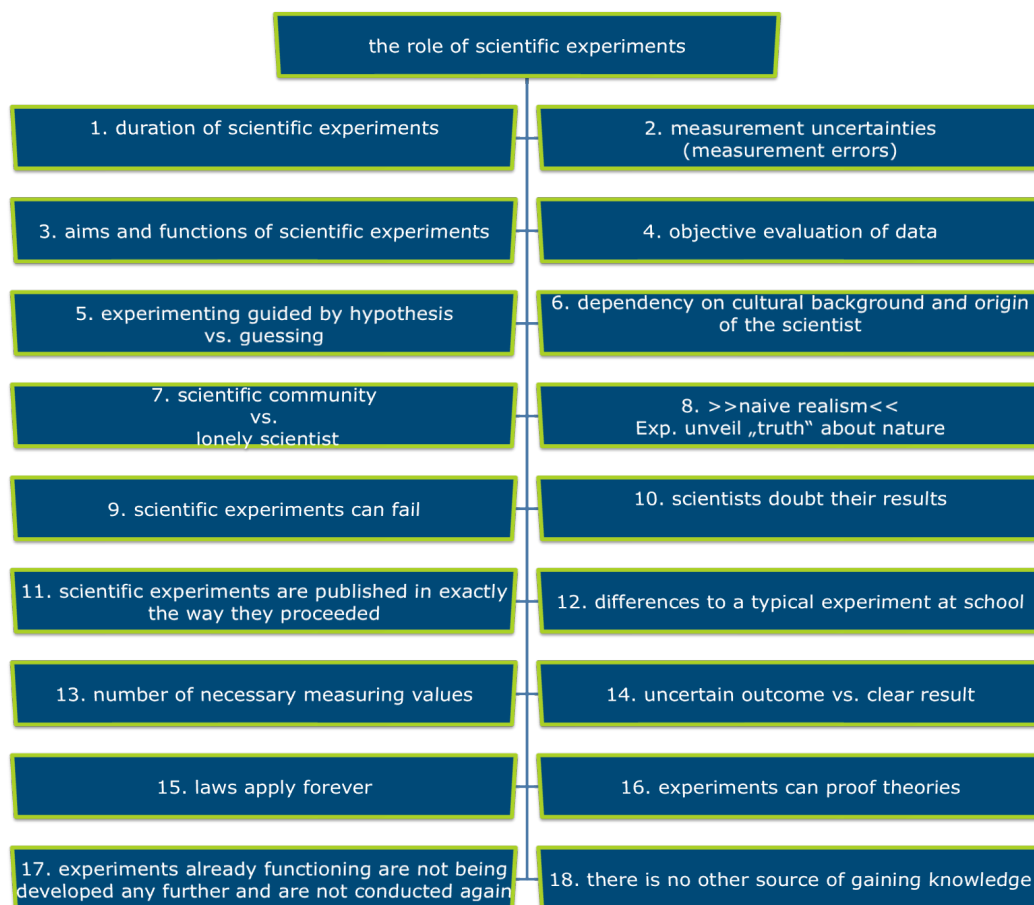 the role of scientific experiments
1. duration of scientific experiments
2. measurement uncertainties
(measurement errors)
3. aims and functions of scientific experiments
4. objective evaluation of data
5. experimenting guided by hypothesis
vs. guessing
6. dependency on cultural background and origin
of the scientist
7. scientific community
vs.
lonely scientist
8. >>naive realism<<
Exp. unveil „truth“ about nature
9. scientific experiments can fail
10. scientists doubt their results
11. scientific experiments are published in exactly
the way they proceeded
12. differences to a typical experiment at school
13. number of necessary measuring values
14. uncertain outcome vs. clear result
15. laws apply forever
16. experiments can proof theories
17. experiments already functioning are not being
developed any further and are not conducted again
18. there is no other source of gaining knowledge